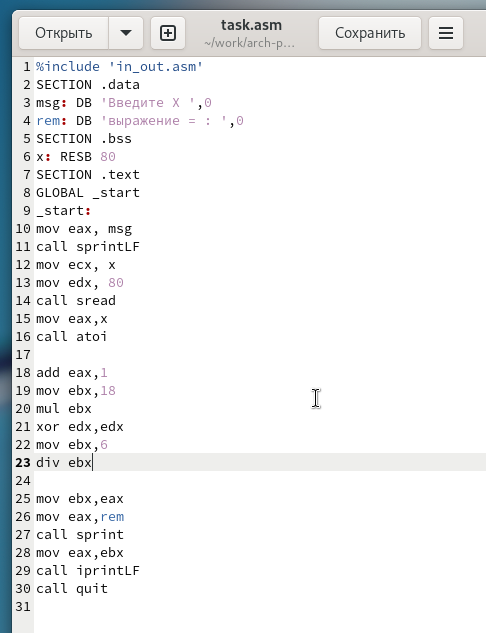 Открыть
task.asm
~/work/arch-p...
Сохранить
1 %include 'in_out.asm'
2 SECTION .data
3 msg: DB 'Введите X ',0
4 rem: DB 'выражение = : ',0
5 SECTION .bss
6 x: RESB 80
7 SECTION .text
8 GLOBAL _start
9 _start:
10 mov eax, msg
11 call sprintLF
12 mov ecx, x
13 mov edx, 80
14 call sread
15 mov eax,x
16 call atoi
17
18 add eax,1
19 mov ebx,18
20 mul ebx
21 xor edx,edx
22 mov ebx,6
23 div ebx
24
25 mov ebx,eax
26 mov eax,rem
27 call sprint
28 mov eax,ebx
29 call iprintLF
30 call quit
31